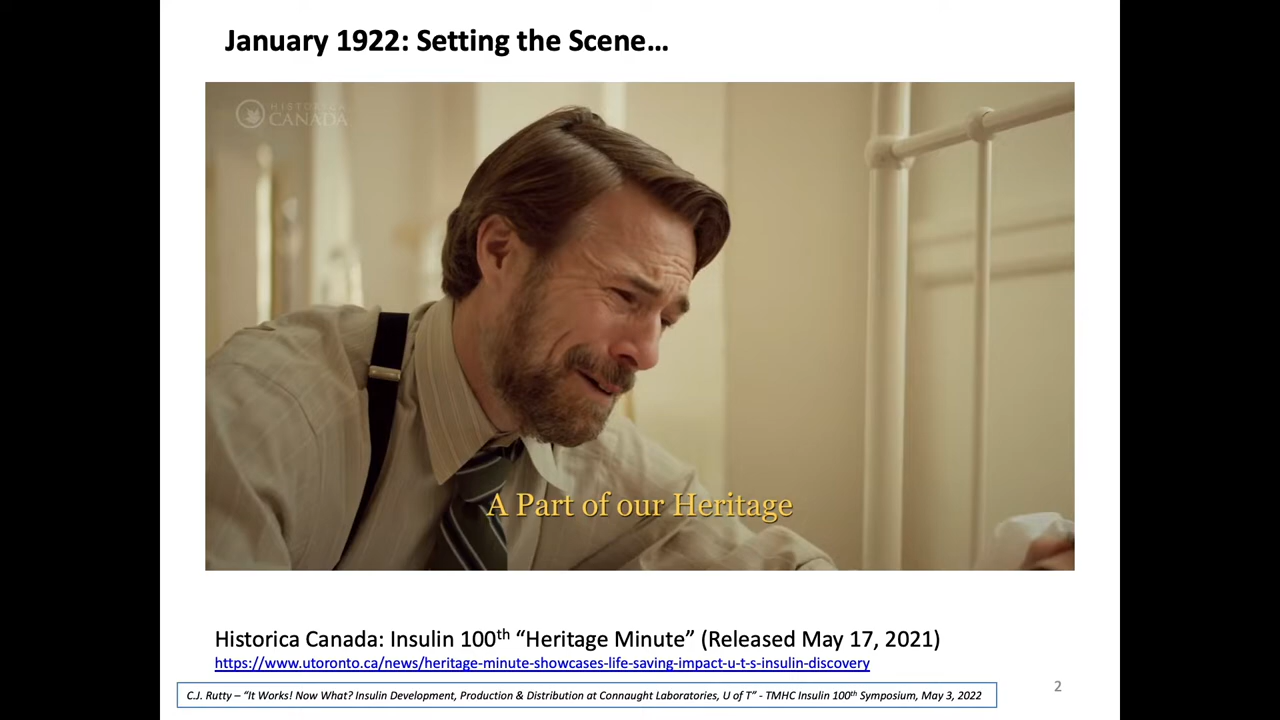 January 1922: Setting the Scene…
HISTORICA
CANADA
A Part of our Heritage
Historica Canada: Insulin 100th “Heritage Minute” (Released May 17, 2021)
https://www.utoronto.ca/news/heritage-minute-showcases-life-saving-impact-u-t-s-insulin-discovery
C.J. Rutty – “It Works! Now What? Insulin Development, Production & Distribution at Connaught Laboratories, U of T” - TMHC Insulin 100th Symposium, May 3, 2022
2